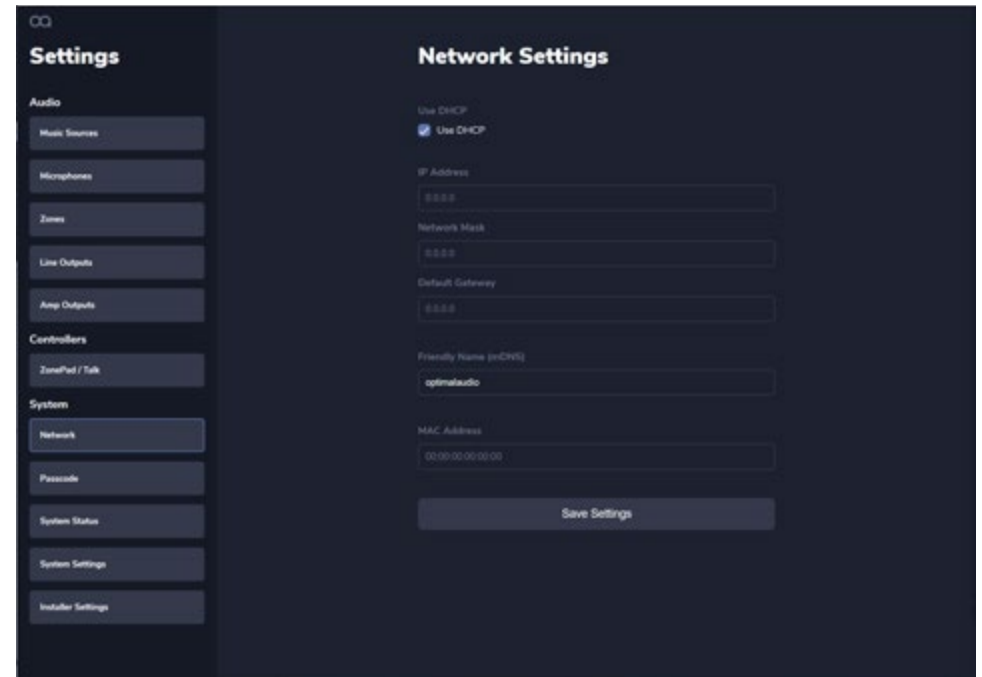 Settings
Audio
Music Sources
Microphones
Zones
Line Outputs
Amp Outputs
Controllers
ZonePad / Talk
System
Network
Passcode
System Status
System Settings
Installer Settings
Network Settings
Use DHCP
Use DHCP
IP Address
0.0.0.0
Network Mask
0.0.0.0
Default Gateway
0.0.0.0
Friendly Name (mDNS)
optimalaudio
MAC Address
00:00:00:00:00:00
Save Settings